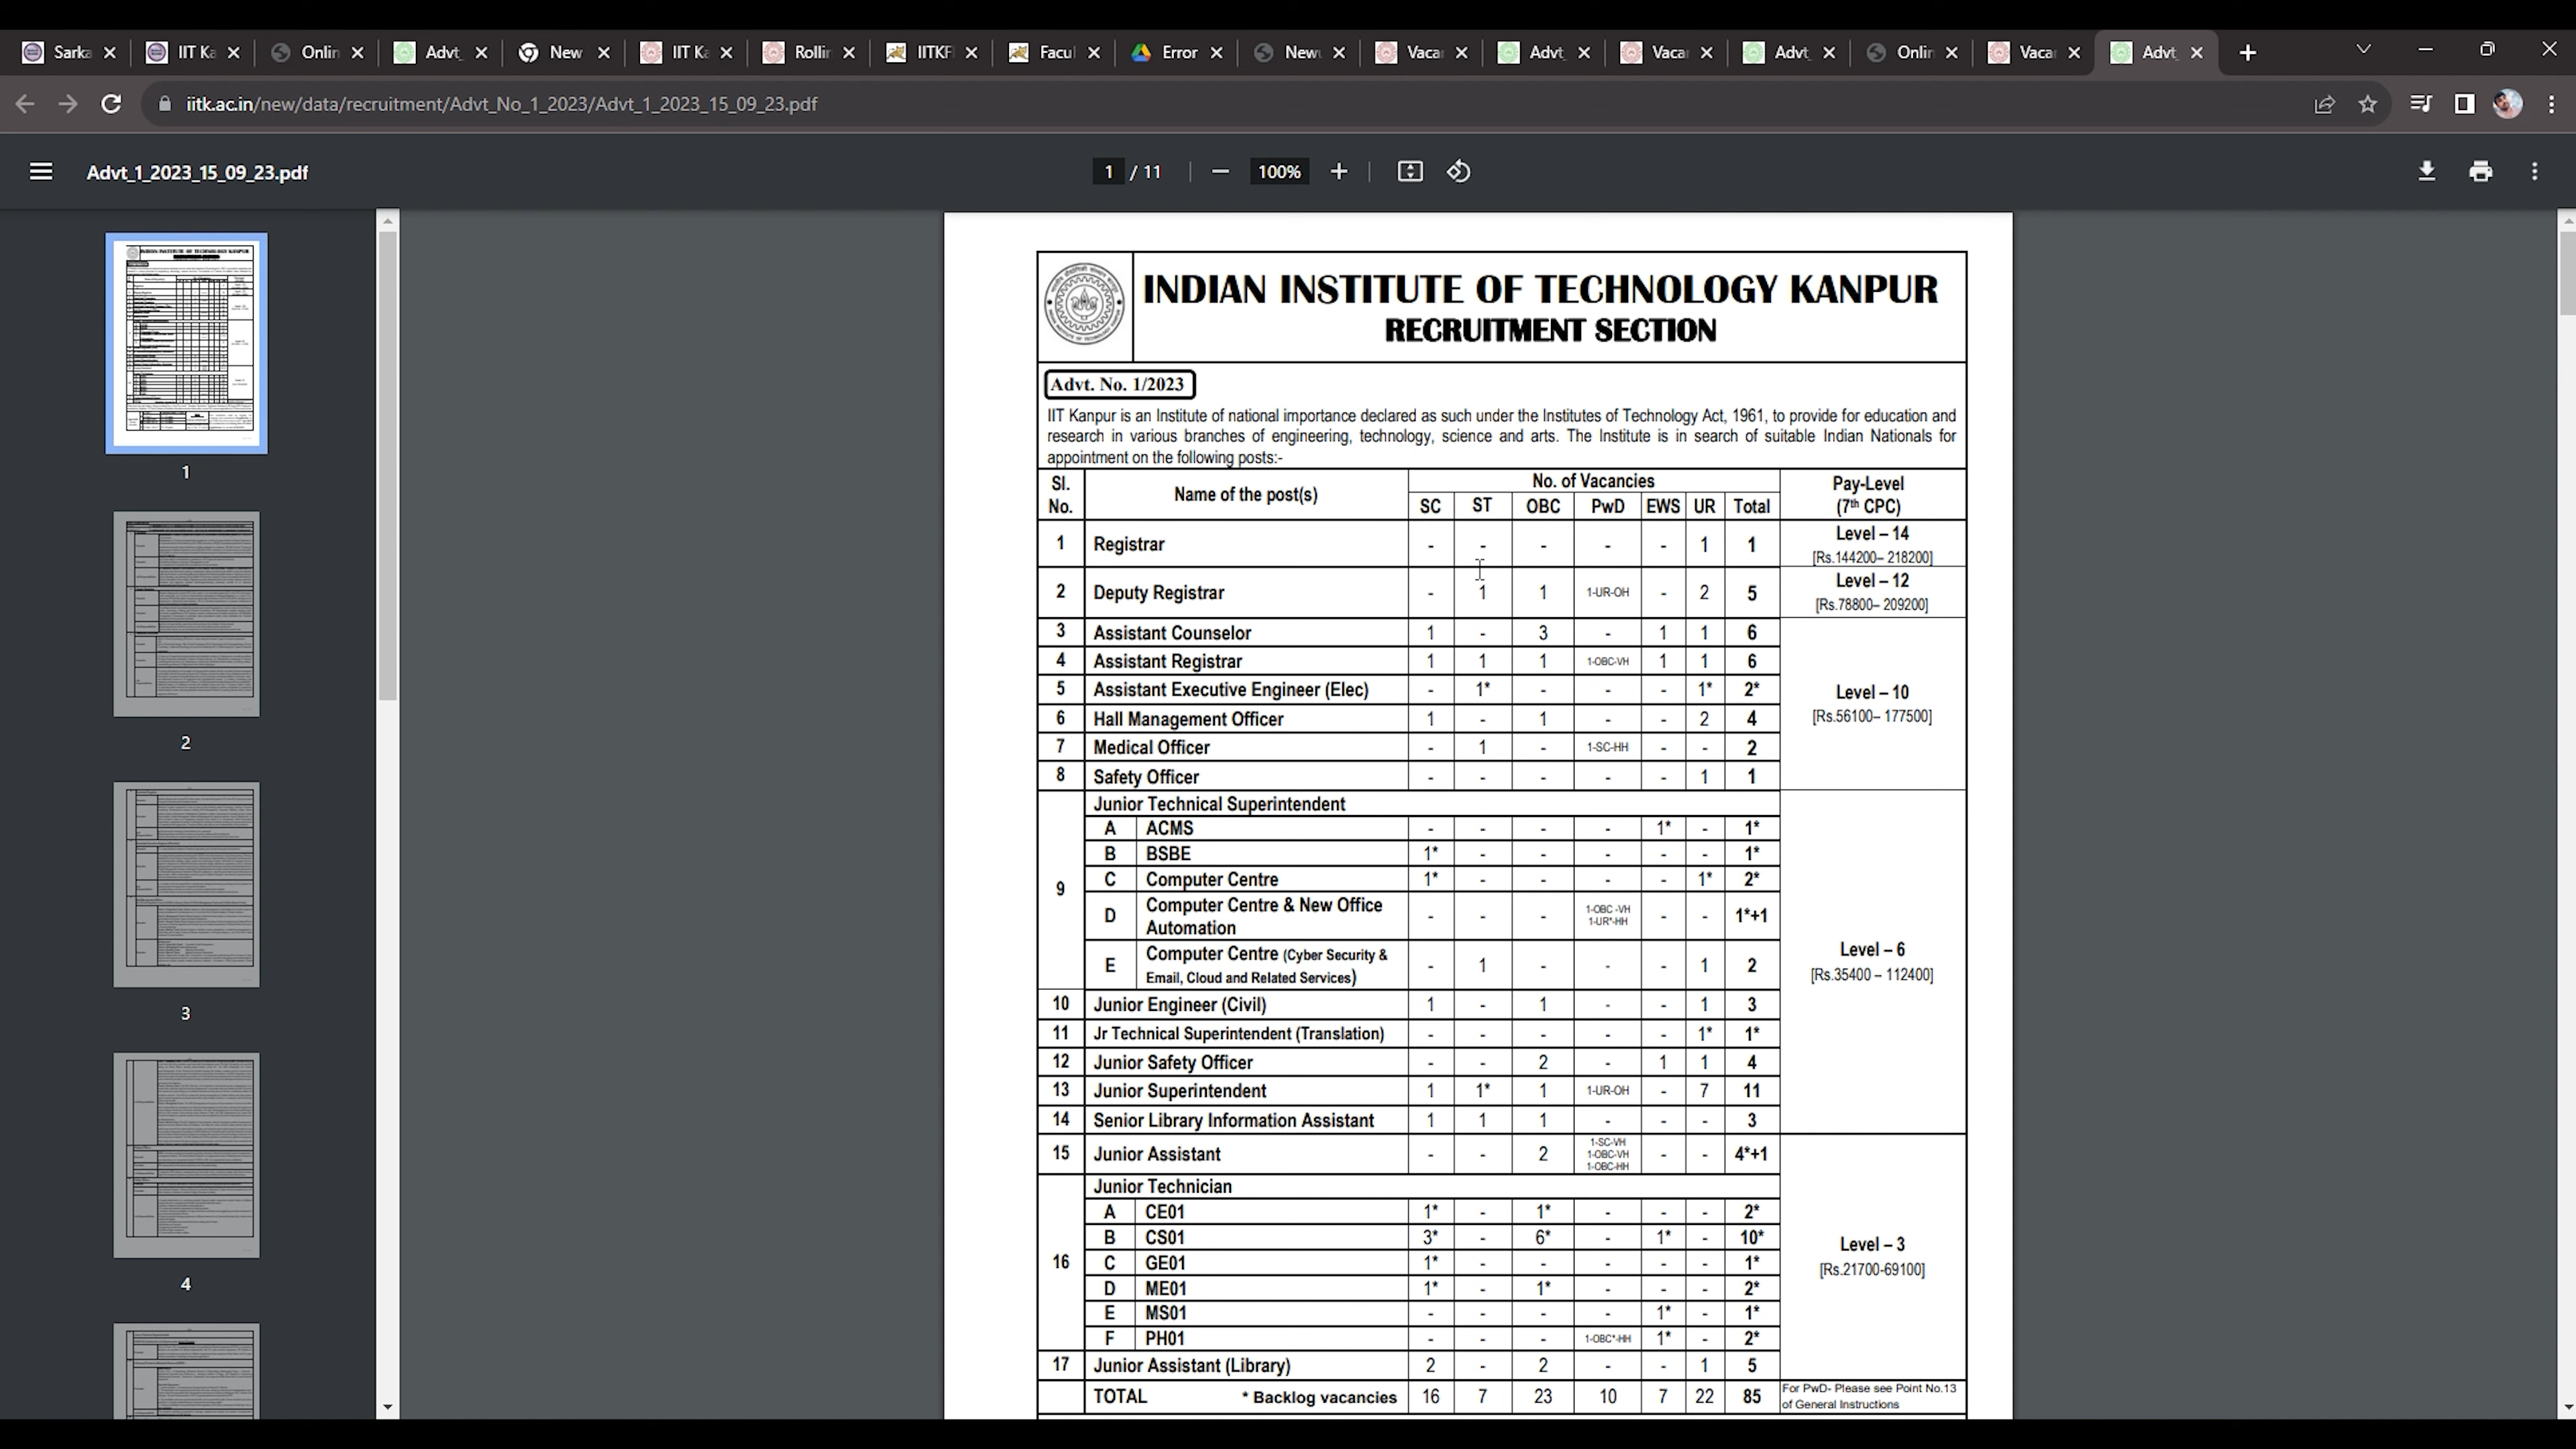 Sarka
IIT Ka
Onlin
Advt_
New
IIT Ka
Rollin
IITKF
Facul
Error
New
Vacar
Advt_
Vacar
Advt_
Onlin
Vacar
Advt_
iitk.ac.in/new/data/recruitment/Advt_No_1_2023/Advt_1_2023_15_09_23.pdf
Advt_1_2023_15_09_23.pdf
1 / 11
100%
1
2
3
4
INDIAN INSTITUTE OF TECHNOLOGY KANPUR
RECRUITMENT SECTION
Advt. No. 1/2023
IIT Kanpur is an Institute of national importance declared as such under the Institutes of Technology Act, 1961, to provide for education and
research in various branches of engineering, technology, science and arts. The Institute is in search of suitable Indian Nationals for
appointment on the following posts:-
Sl. No. Name of the post(s) No. of Vacancies Pay-Level (7th CPC)
SC ST OBC PwD EWS UR Total
1 Registrar - - - - - 1 1 Level – 14
[Rs.144200– 218200]
2 Deputy Registrar - 1 1 1-UR-OH - 2 5 Level – 12
[Rs.78800– 209200]
3 Assistant Counselor 1 - 3 - 1 1 6
4 Assistant Registrar 1 1 1 1-OBC-VH 1 1 6
5 Assistant Executive Engineer (Elec) - 1* - - - 1* 2* Level – 10
6 Hall Management Officer 1 - 1 - - 2 4 [Rs.56100– 177500]
7 Medical Officer - 1 - 1-SC-HH - - 2
8 Safety Officer - - - - - 1 1
9 Junior Technical Superintendent
A ACMS - - - - 1* - 1*
B BSBE 1* - - - - - 1*
C Computer Centre 1* - - - - 1* 2*
D Computer Centre & New Office - - - 1-OBC -VH - - 1*+1
Automation 1-UR*-HH
E Computer Centre (Cyber Security & - 1 - - - 1 2 Level – 6
Email, Cloud and Related Services) [Rs.35400 – 112400]
10 Junior Engineer (Civil) 1 - 1 - - 1 3
11 Jr Technical Superintendent (Translation) - - - - - 1* 1*
12 Junior Safety Officer - - 2 - 1 1 4
13 Junior Superintendent 1 1* 1 1-UR-OH - 7 11
14 Senior Library Information Assistant 1 1 1 - - - 3
15 Junior Assistant - - 2 1-SC-VH - - 4*+1
1-OBC-VH
1-OBC-HH
16 Junior Technician
A CE01 1* - 1* - - - 2*
B CS01 3* - 6* - 1* - 10* Level – 3
C GE01 1* - - - - - 1* [Rs.21700-69100]
D ME01 1* - 1* - - - 2*
E MS01 - - - - 1* - 1*
F PH01 - - - 1-OBC*-HH 1* - 2*
17 Junior Assistant (Library) 2 - 2 - - 1 5
TOTAL * Backlog vacancies 16 7 23 10 7 22 85 For PwD- Please see Point No.13
of General Instructions